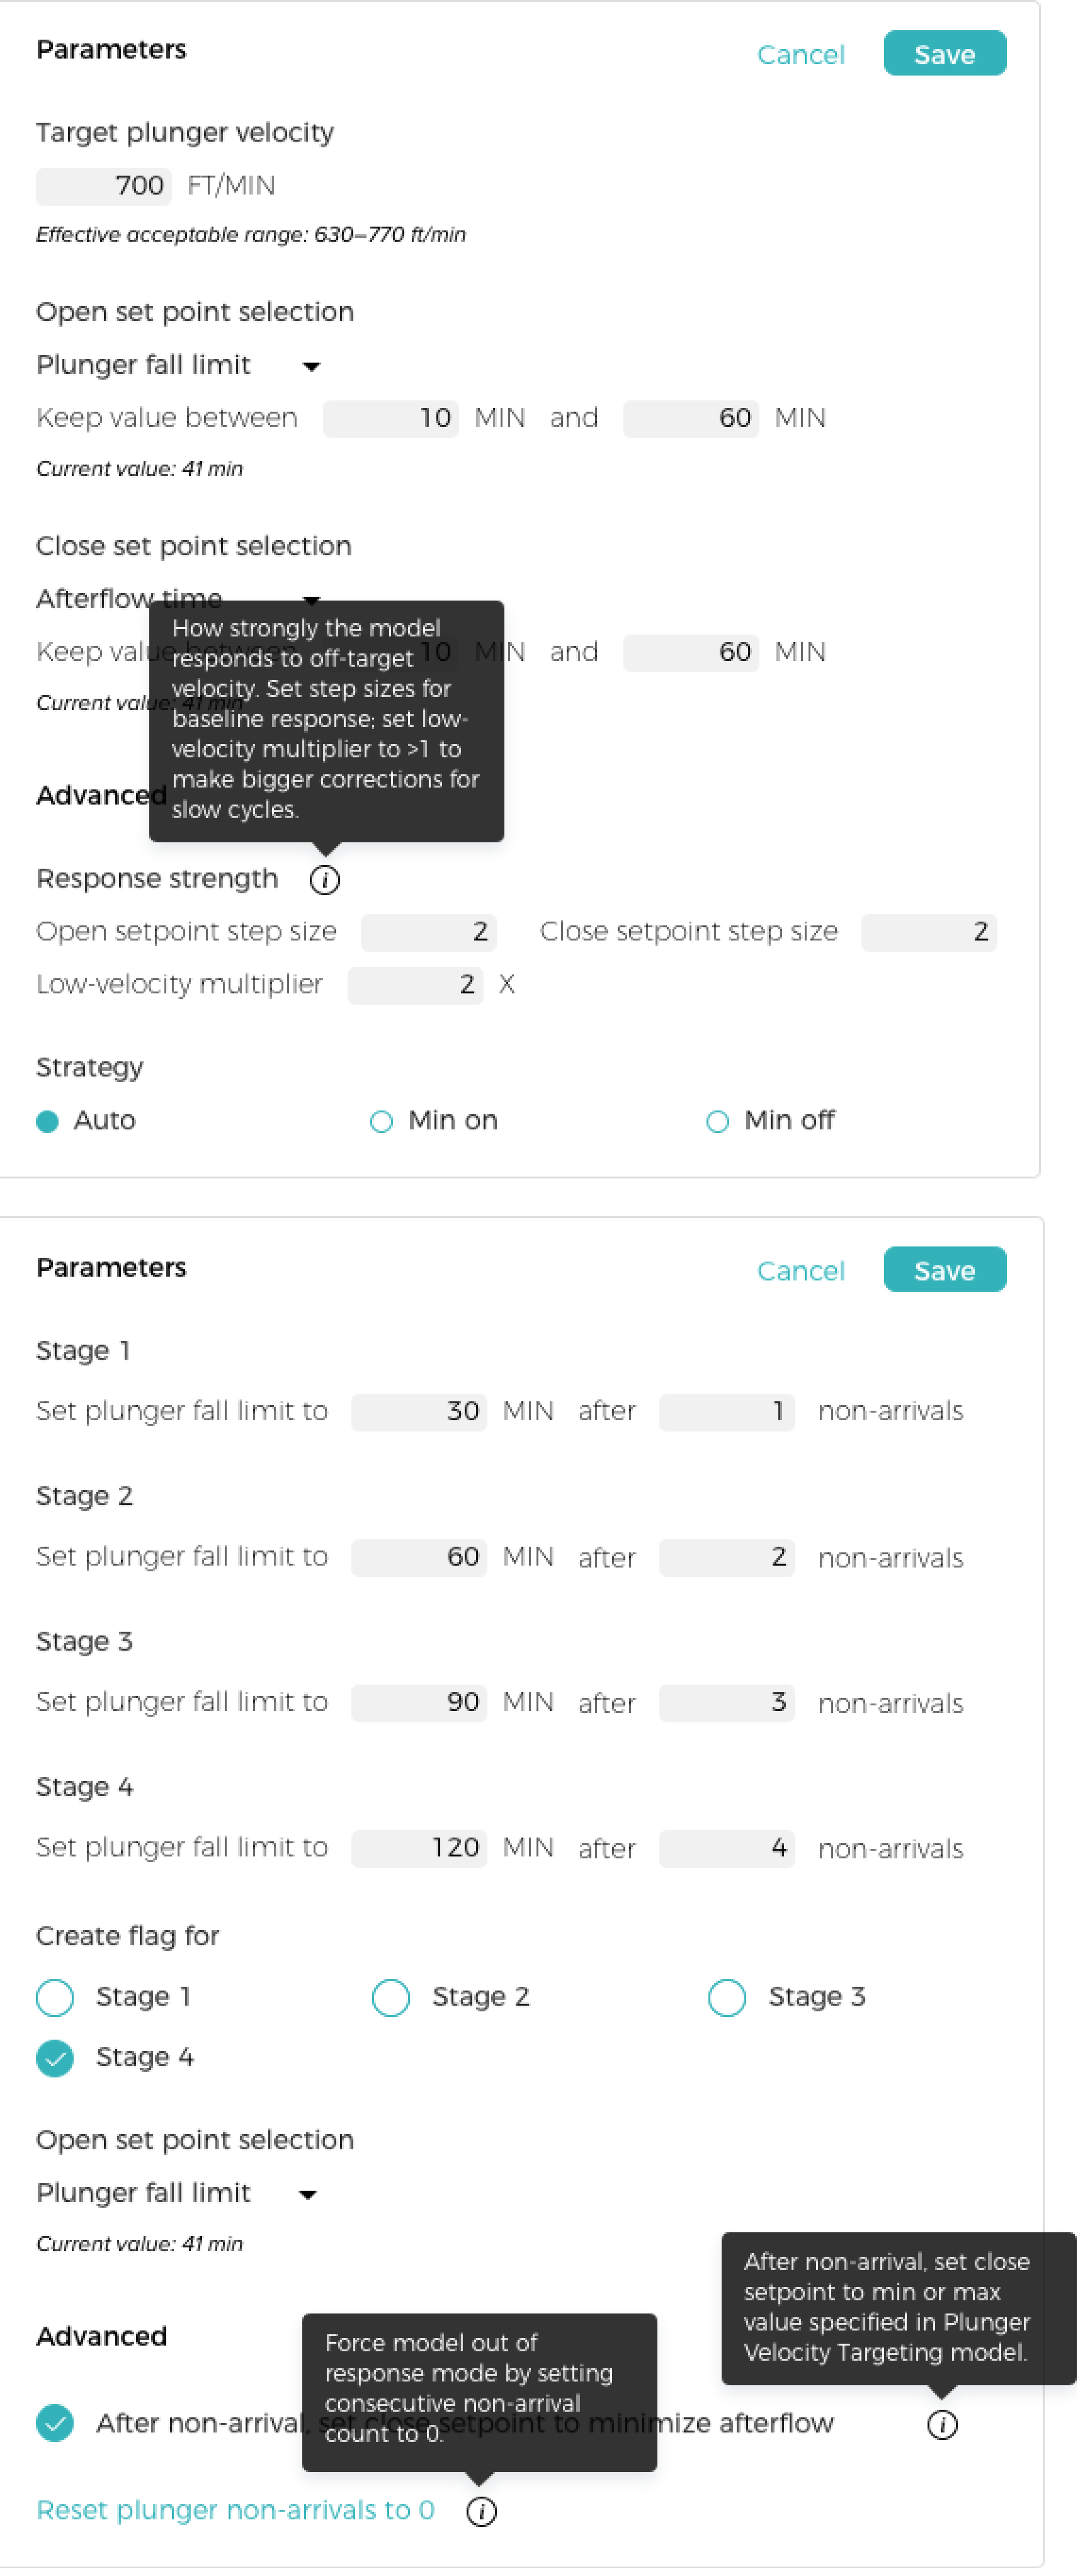 Parameters
Cancel
Save
Target plunger velocity
700 FT/MIN
Effective acceptable range: 630–770 ft/min
Open set point selection
Plunger fall limit
Keep value between 10 MIN and 60 MIN
Current value: 41 min
Close set point selection
Afterflow time
Keep value between 10 MIN and 60 MIN
Current value: 41 min
How strongly the model
responds to off-target
velocity. Set step sizes for
baseline response; set low-
velocity multiplier to >1 to
make bigger corrections for
slow cycles.
Advanced
Response strength i
Open setpoint step size 2 Close setpoint step size 2
Low-velocity multiplier 2 X
Strategy
Auto Min on Min off
Parameters
Cancel
Save
Stage 1
Set plunger fall limit to 30 MIN after 1 non-arrivals
Stage 2
Set plunger fall limit to 60 MIN after 2 non-arrivals
Stage 3
Set plunger fall limit to 90 MIN after 3 non-arrivals
Stage 4
Set plunger fall limit to 120 MIN after 4 non-arrivals
Create flag for
Stage 1 Stage 2 Stage 3
Stage 4
Open set point selection
Plunger fall limit
Current value: 41 min
After non-arrival, set close
setpoint to min or max
value specified in Plunger
Velocity Targeting model.
Advanced
Force model out of
response mode by setting
consecutive non-arrival
count to 0.
After non-arrival, set close setpoint to minimize afterflow i
Reset plunger non-arrivals to 0 i